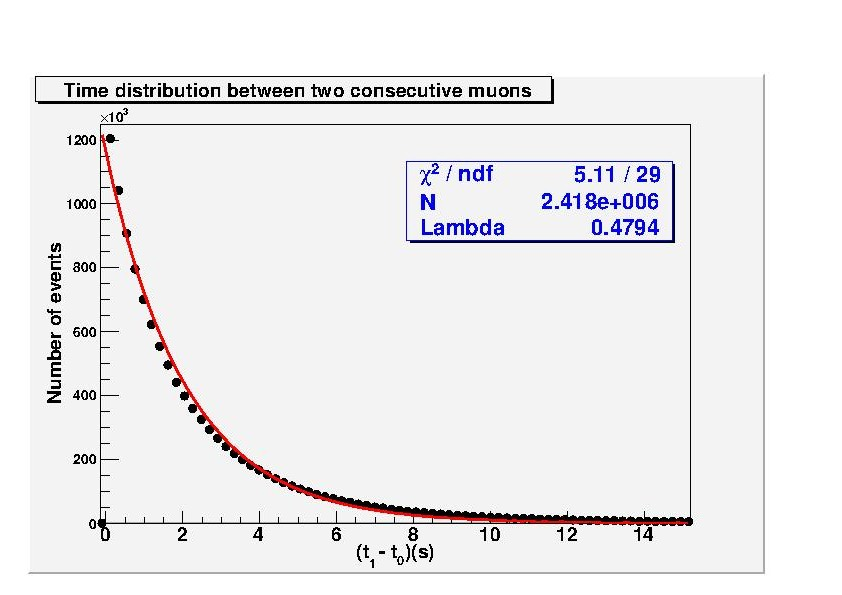 Time distribution between two consecutive muons
×10³
1200
1000
800
600
400
200
0
Number of events
χ² / ndf 5.11 / 29
N 2.418e+006
Lambda 0.4794
0 2 4 6 8 10 12 14
(t₁ - t₀)(s)